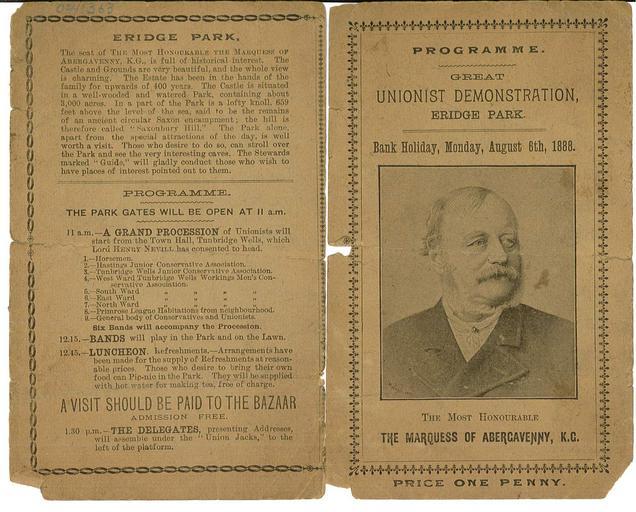 ERIDGE PARK,
The seat of THE MOST HONOURABLE THE MARQUESS OF
ABERGAVENNY, K.G., is full of historical interest. The
Castle and Grounds are very beautiful, and the whole view
is charming. The Estate has been in the hands of the
family for upwards of 400 years. The Castle is situated
in a well-wooded and watered Park, containing about
3,000 acres. In a part of the Park is a lofty knoll, 659
feet above the level of the sea, said to be the remains
of an ancient circular Saxon encampment; the hill is
therefore called "Saxonbury Hill." The Park alone,
apart from the special attractions of the day, is well
worth a visit. Those who desire to do so, can stroll over
the Park and see the very interesting caves. The Stewards
marked "Guide," will gladly conduct those who wish to
have places of interest pointed out to them.
PROGRAMME.
THE PARK GATES WILL BE OPEN AT 11 a.m.
11 a.m.—A GRAND PROCESSION of Unionists will
start from the Town Hall, Tunbridge Wells, which
Lord HENRY NEVILL has consented to head.
1.—Horsemen.
2.—Hastings Junior Conservative Association.
3.—Tunbridge Wells Junior Conservative Association.
4.—West Ward Tunbridge Wells Workings Men's Con-
servative Association.
5.—South Ward " " " "
6.—East Ward " " " "
7.—North Ward " " " "
8.—Primrose League Habitations from neighbourhood.
9.—General body of Conservatives and Unionists.
Six Bands will accompany the Procession.
12.15.—BANDS will play in the Park and on the Lawn.
12.45.—LUNCHEON. Refreshments.—Arrangements have
been made for the supply of Refreshments at reason-
able prices. Those who desire to bring their own
food can Pic-nic in the Park. They will be supplied
with hot water for making tea, free of charge.
A VISIT SHOULD BE PAID TO THE BAZAAR
ADMISSION FREE.
1.30 p.m.—THE DELEGATES, presenting Addresses,
will assemble under the "Union Jacks," to the
left of the platform.
PROGRAMME.
GREAT
UNIONIST DEMONSTRATION,
ERIDGE PARK.
Bank Holiday, Monday, August 6th, 1888.
THE MOST HONOURABLE
THE MARQUESS OF ABERGAVENNY, K.G.
PRICE ONE PENNY.